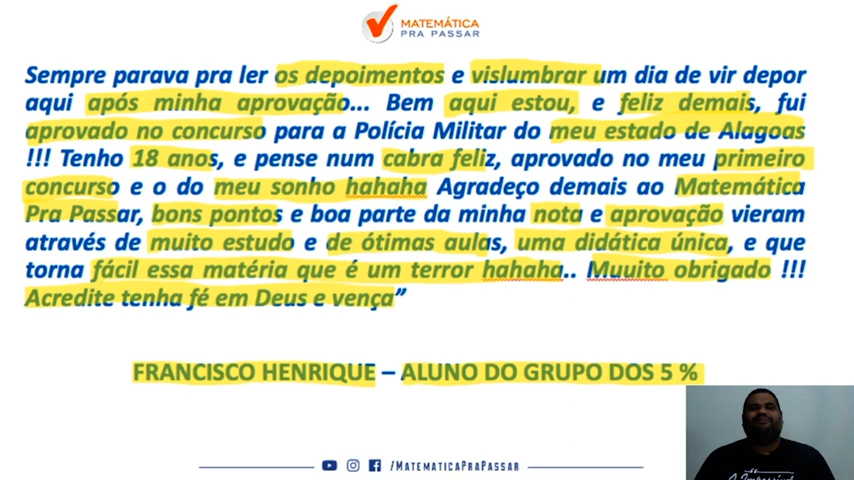 MATEMÁTICA
PRA PASSAR
Sempre parava pra ler os depoimentos e vislumbrar um dia de vir depor
aqui após minha aprovação... Bem aqui estou, e feliz demais, fui
aprovado no concurso para a Polícia Militar do meu estado de Alagoas
!!! Tenho 18 anos, e pense num cabra feliz, aprovado no meu primeiro
concurso e o do meu sonho hahaha Agradeço demais ao Matemática
Pra Passar, bons pontos e boa parte da minha nota e aprovação vieram
através de muito estudo e de ótimas aulas, uma didática única, e que
torna fácil essa matéria que é um terror hahaha.. Muuito obrigado !!!
Acredite tenha fé em Deus e vença”
FRANCISCO HENRIQUE – ALUNO DO GRUPO DOS 5 %
/MATEMATICAPRAPASSAR